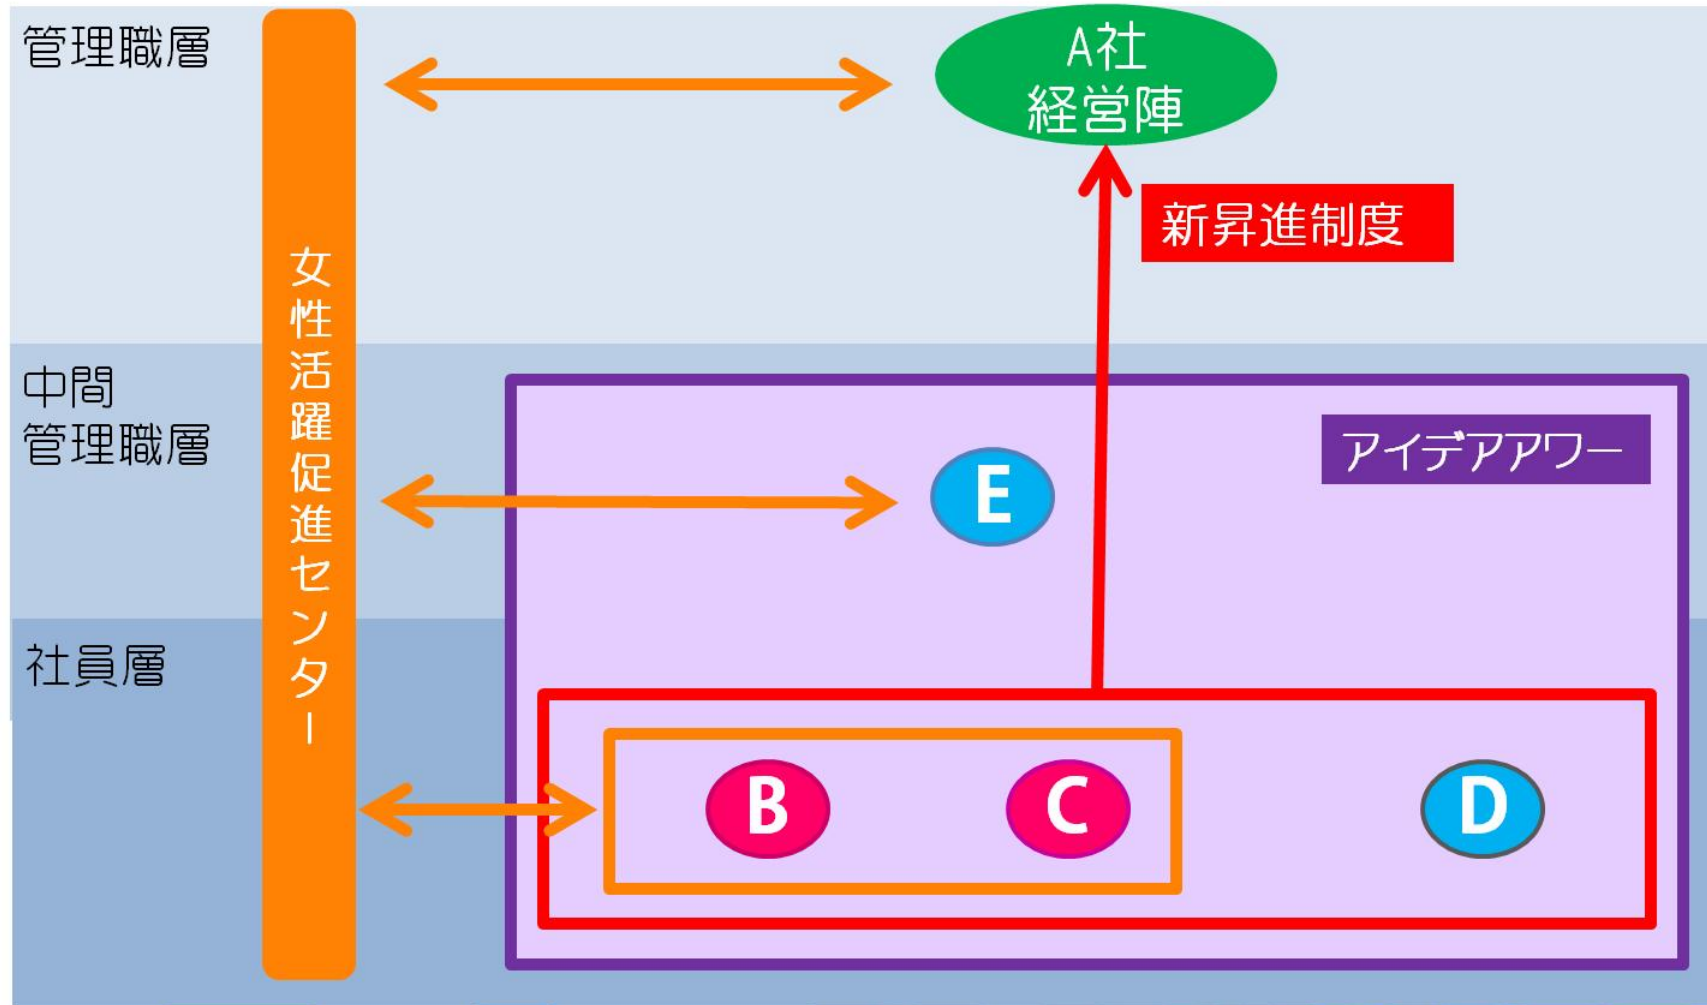 管理職層
A社
経営陣
新昇進制度
女性活躍促進センター
中間
管理職層
アイデアアワー
E
社員層
B
C
D